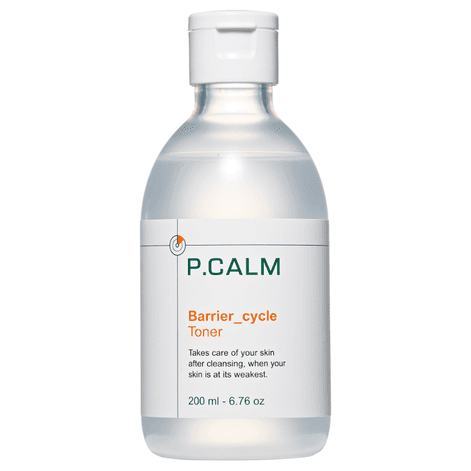 P.CALM
Barrier_cycle
Toner
Takes care of your skin
after cleansing, when your
skin is at its weakest.
200 ml - 6.76 oz